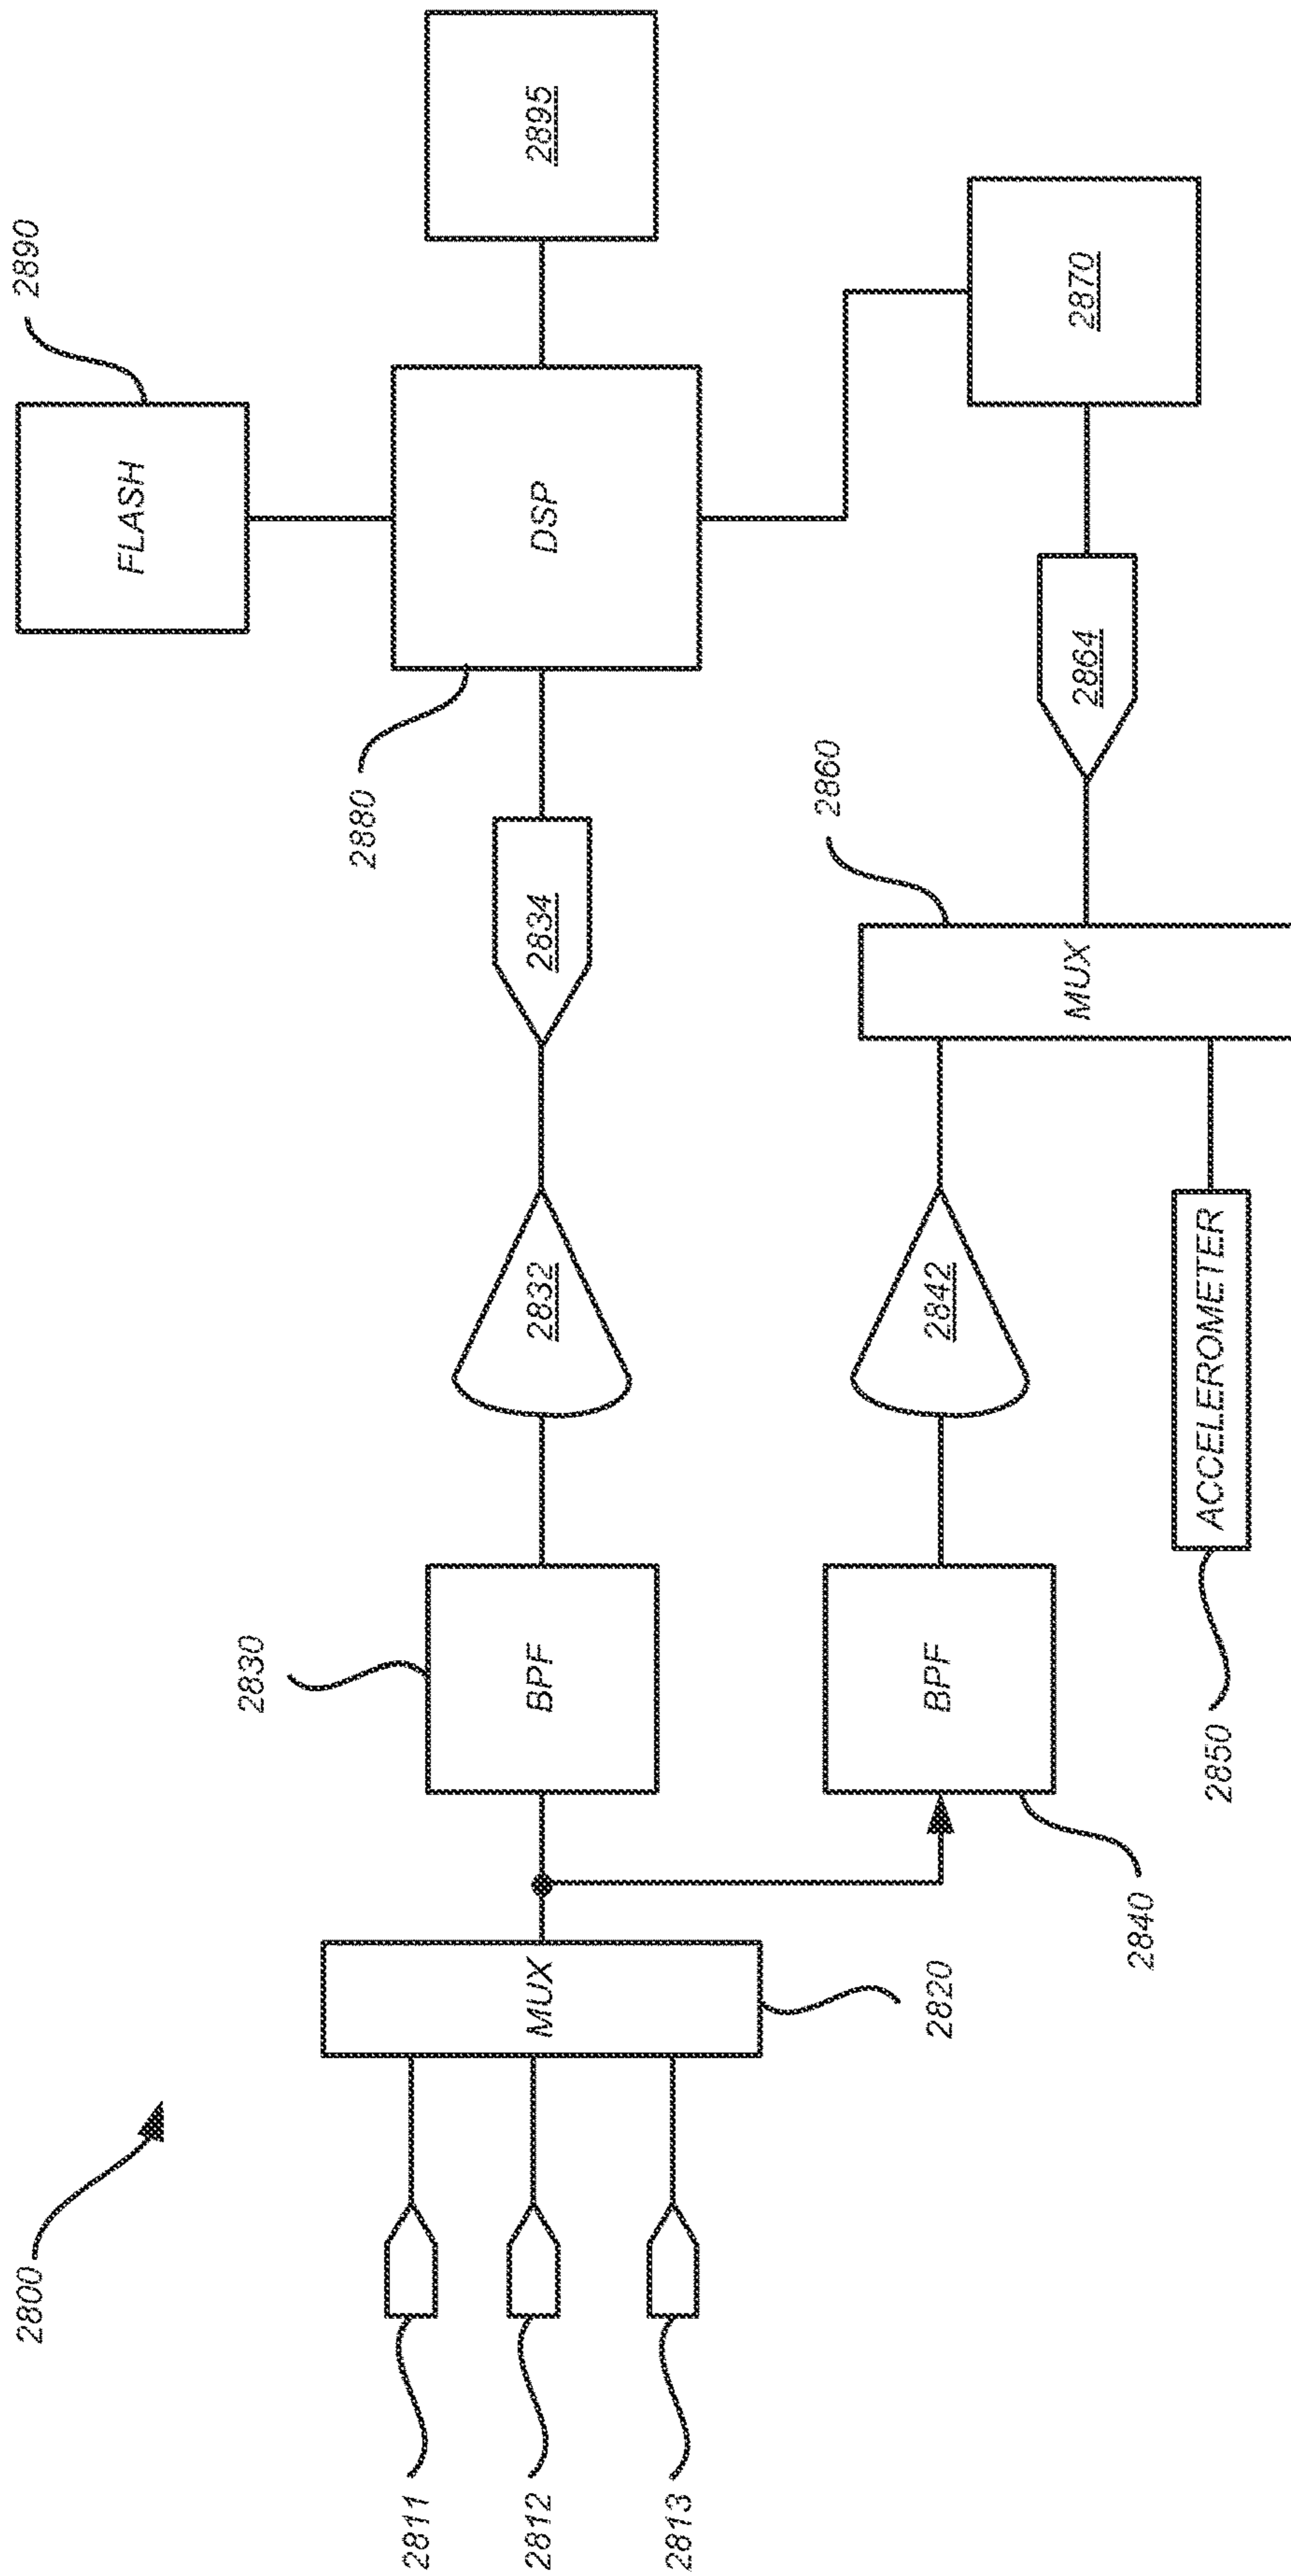 2800
2811
2812
2813
MUX
2820
BPF
2830
BPF
2840
2832
2842
ACCELEROMETER
2850
2834
MUX
2860
2864
DSP
2880
FLASH
2890
2870
2895